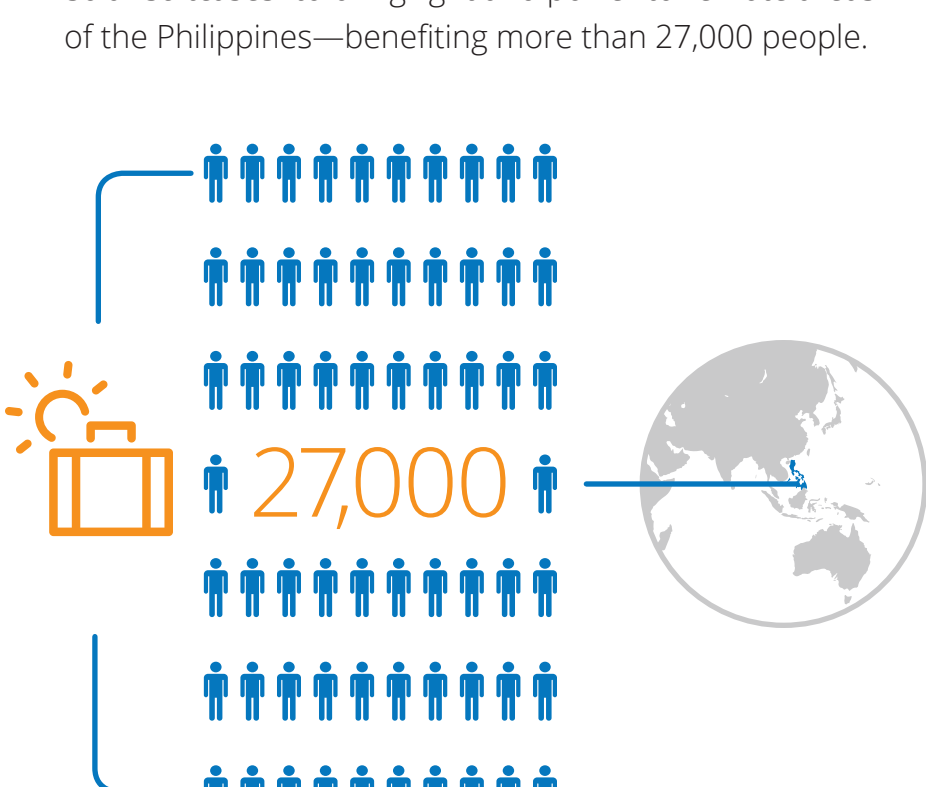 of the Philippines—benefiting more than 27,000 people.
27,000